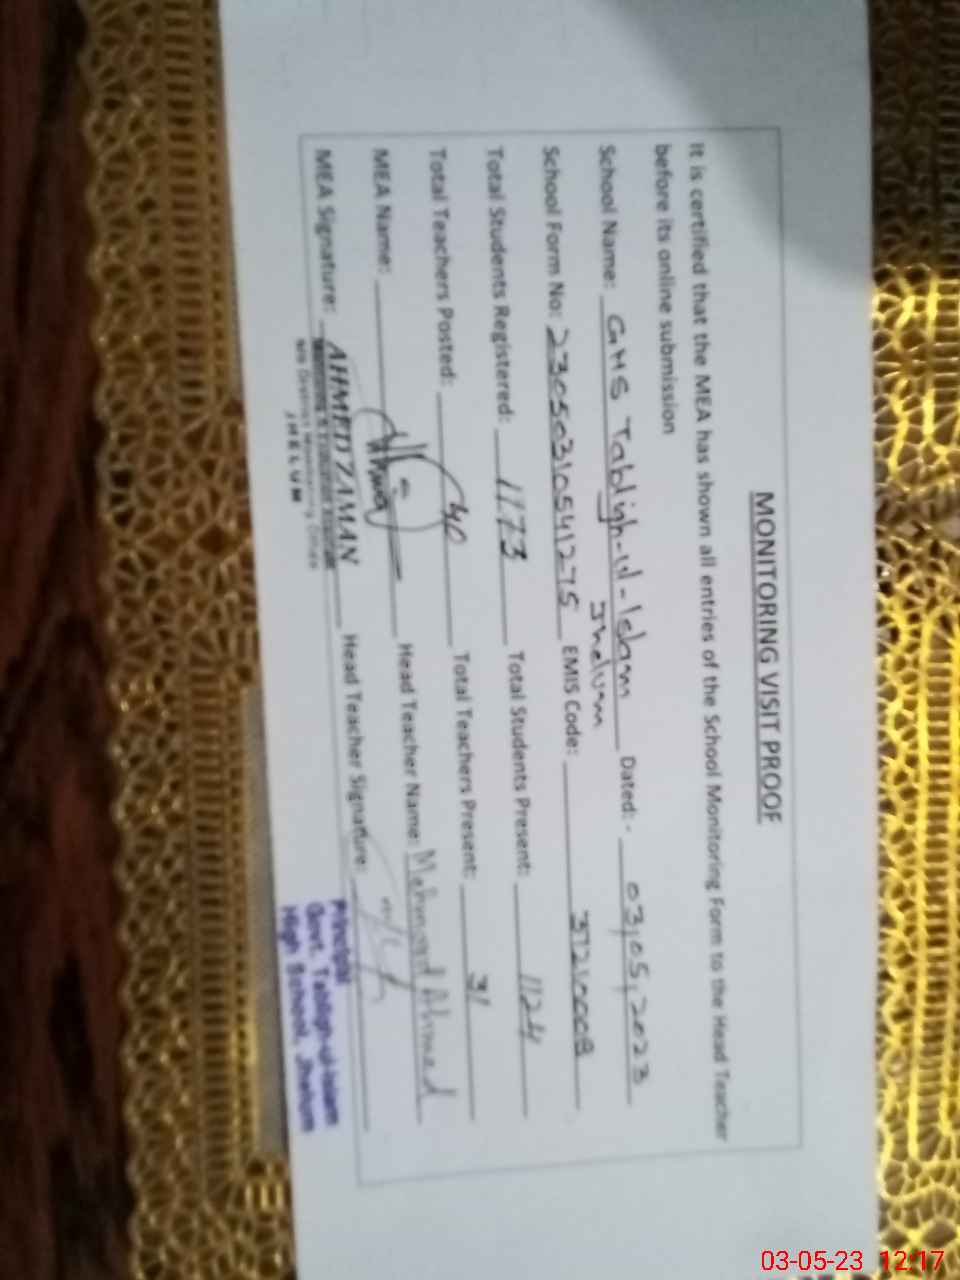 MONITORING VISIT PROOF
It is certified that the MEA has shown all entries of the School Monitoring Form to the Head Teacher
before its online submission
School Name: GHS Tabligh-ul-Islam Dated: - 03,05,2023
Jhelum
School Form No: 23050310541275 EMIS Code: 37210008
Total Students Registered: 1173 Total Students Present: 1124
Total Teachers Posted: 40 Total Teachers Present: 31
MEA Name: Head Teacher Name: Mehmood Ahmed
MEA Signature: AHMED ZAMAN Head Teacher Signature:
JHELUM
Principal
Govt. Tabligh-ul-Islam
High School, Jhelum
03-05-23 12:17